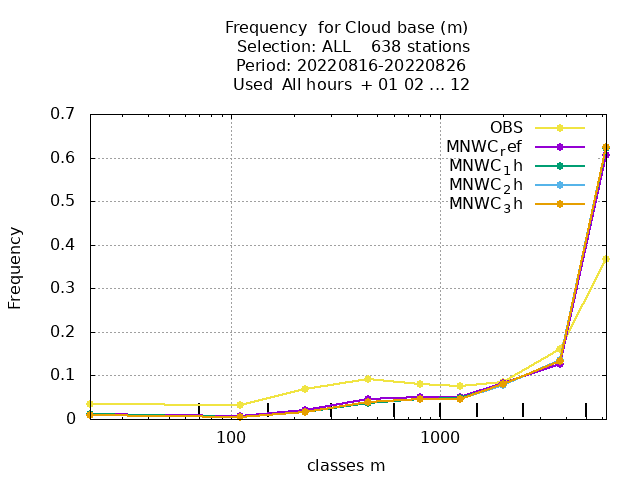 Frequency  for Cloud base (m)
Selection: ALL    638 stations
Period: 20220816-20220826
Used  All hours  + 01 02 ... 12
0.7
0.6
0.5
0.4
0.3
0.2
0.1
0
Frequency
OBS
MNWC_ref
MNWC_1h
MNWC_2h
MNWC_3h
100
1000
classes m